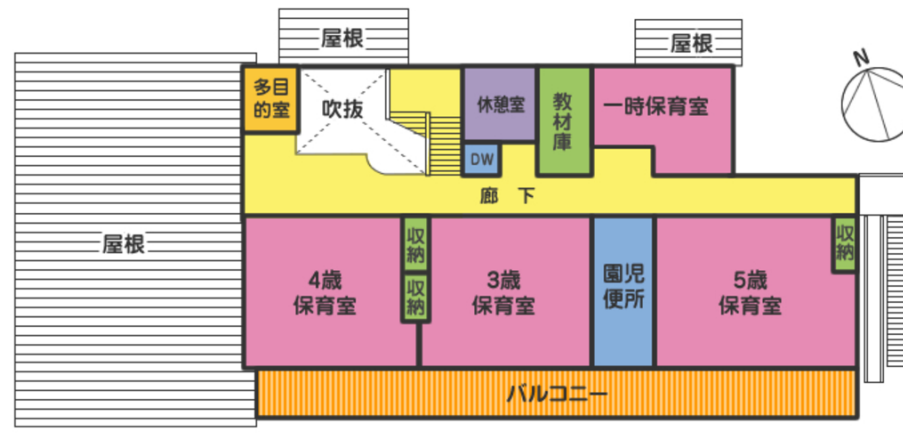 屋根
屋根
N
多目
的室
吹抜
休憩室
教材庫
一時保育室
DW
廊下
屋根
4歳
保育室
収納
収納
3歳
保育室
園児
便所
5歳
保育室
収納
バルコニー